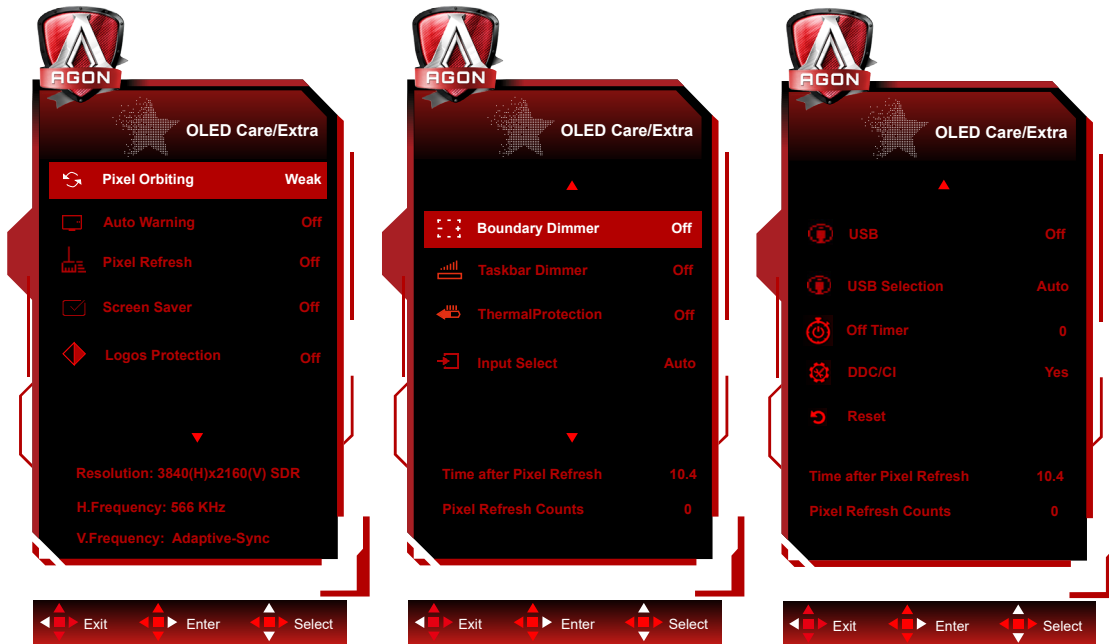 AGON
OLED Care/Extra
Pixel Orbiting Weak
Auto Warning Off
Pixel Refresh Off
Screen Saver Off
Logos Protection Off
Resolution: 3840(H)x2160(V) SDR
H.Frequency: 566 KHz
V.Frequency: Adaptive-Sync
Exit Enter Select
AGON
OLED Care/Extra
Boundary Dimmer Off
Taskbar Dimmer Off
ThermalProtection Off
Input Select Auto
Time after Pixel Refresh 10.4
Pixel Refresh Counts 0
Exit Enter Select
AGON
OLED Care/Extra
USB Off
USB Selection Auto
Off Timer 0
DDC/CI Yes
Reset
Time after Pixel Refresh 10.4
Pixel Refresh Counts 0
Exit Enter Select